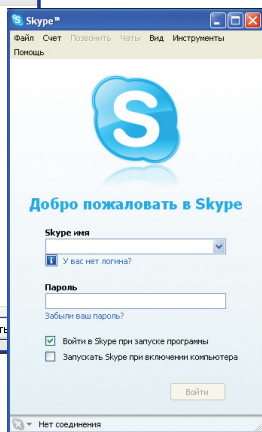 Skype™
Файл Счет Позвонить Чаты Вид Инструменты
Помощь
S
Добро пожаловать в Skype
Skype имя
У вас нет логина?
Пароль
Забыли ваш пароль?
Войти в Skype при запуске программы
Запускать Skype при включении компьютера
Войти
Нет соединения